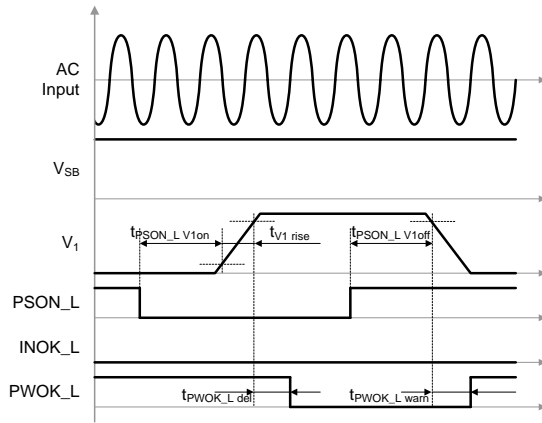 AC
Input
VSB
V1
tPSON_L V1on
tV1 rise
tPSON_L V1off
PSON_L
INOK_L
PWOK_L
tPWOK_L del
tPWOK_L warn